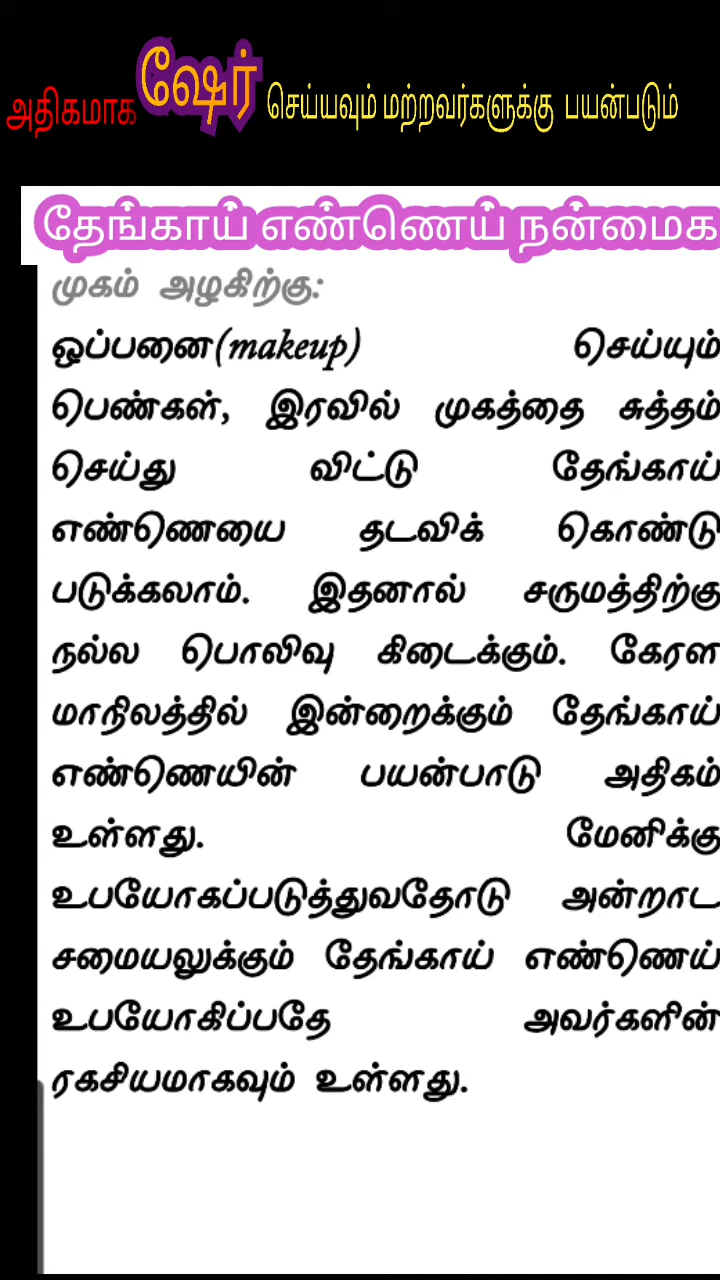 அதிகமாக ஷேர் செய்யவும் மற்றவர்களுக்கு பயன்படும்
தேங்காய் எண்ணெய் நன்மைக
முகம் அழகிற்கு:
ஒப்பனை(makeup) செய்யும்
பெண்கள், இரவில் முகத்தை சுத்தம்
செய்து விட்டு தேங்காய்
எண்ணெயை தடவிக் கொண்டு
படுக்கலாம். இதனால் சருமத்திற்கு
நல்ல பொலிவு கிடைக்கும். கேரள
மாநிலத்தில் இன்றைக்கும் தேங்காய்
எண்ணெயின் பயன்பாடு அதிகம்
உள்ளது. மேனிக்கு
உபயோகப்படுத்துவதோடு அன்றாட
சமையலுக்கும் தேங்காய் எண்ணெய்
உபயோகிப்பதே அவர்களின்
ரகசியமாகவும் உள்ளது.